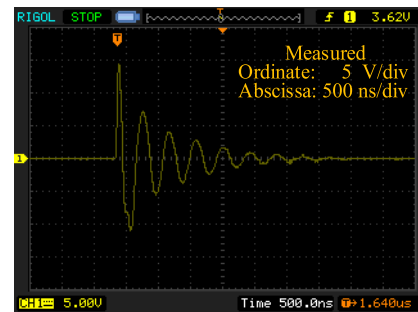 RIGOL STOP T f 1 3.62V
T
Measured
Ordinate: 5 V/div
Abscissa: 500 ns/div
1
CH1 5.00V Time 500.0ns T→1.640us